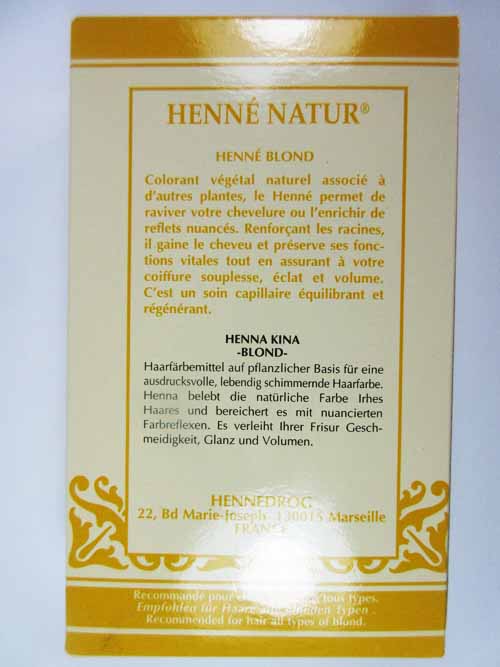 HENNÉ NATUR®
HENNÉ BLOND
Colorant végétal naturel associé à
d'autres plantes, le Henné permet de
raviver votre chevelure ou l'enrichir de
reflets nuancés. Renforçant les racines,
il gaine le cheveu et préserve ses fonc-
tions vitales tout en assurant à votre
coiffure souplesse, éclat et volume.
C'est un soin capillaire équilibrant et
régénérant.
HENNA KINA
-BLOND-
Haarfärbemittel auf pflanzlicher Basis für eine
ausdrucksvolle, lebendig schimmernde Haarfarbe.
Henna belebt die natürliche Farbe Irhes
Haares und bereichert es mit nuancierten
Farbreflexen. Es verleiht Ihrer Frisur Gesch-
meidigkeit, Glanz und Volumen.
HENNEDROG
22, Bd Marie-Joseph 130015 Marseille
FRANCE
Recommandé pour tous types.
Empfohlen für Haare Typen.
Recommended for hair all types of blond.